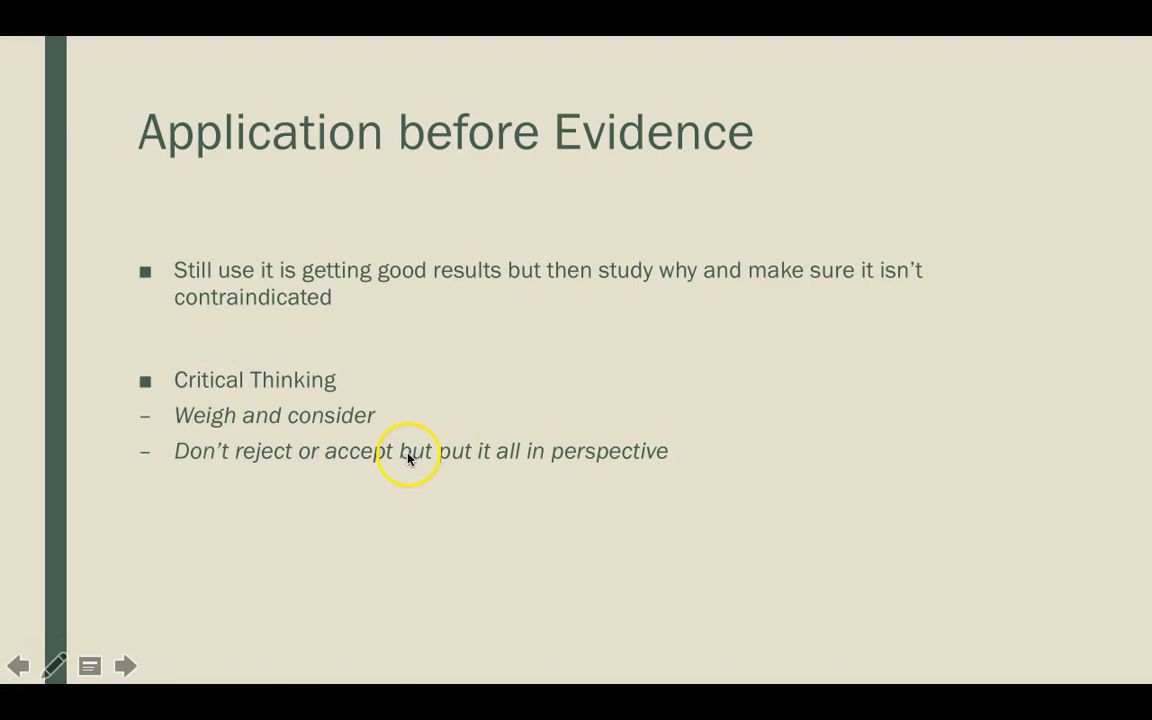 Application before Evidence
■ Still use it is getting good results but then study why and make sure it isn’t
contraindicated
■ Critical Thinking
– Weigh and consider
– Don’t reject or accept but put it all in perspective